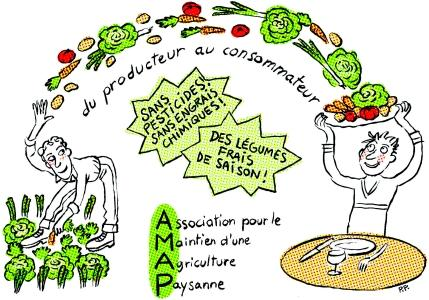 du producteur au consommateur
SANS
PESTICIDES,
SANS ENGRAIS
CHIMIQUES!
DES LÉGUMES
FRAIS
DE SAISON!
Association pour le
Maintien d'une
Agriculture
Paysanne
P.P.